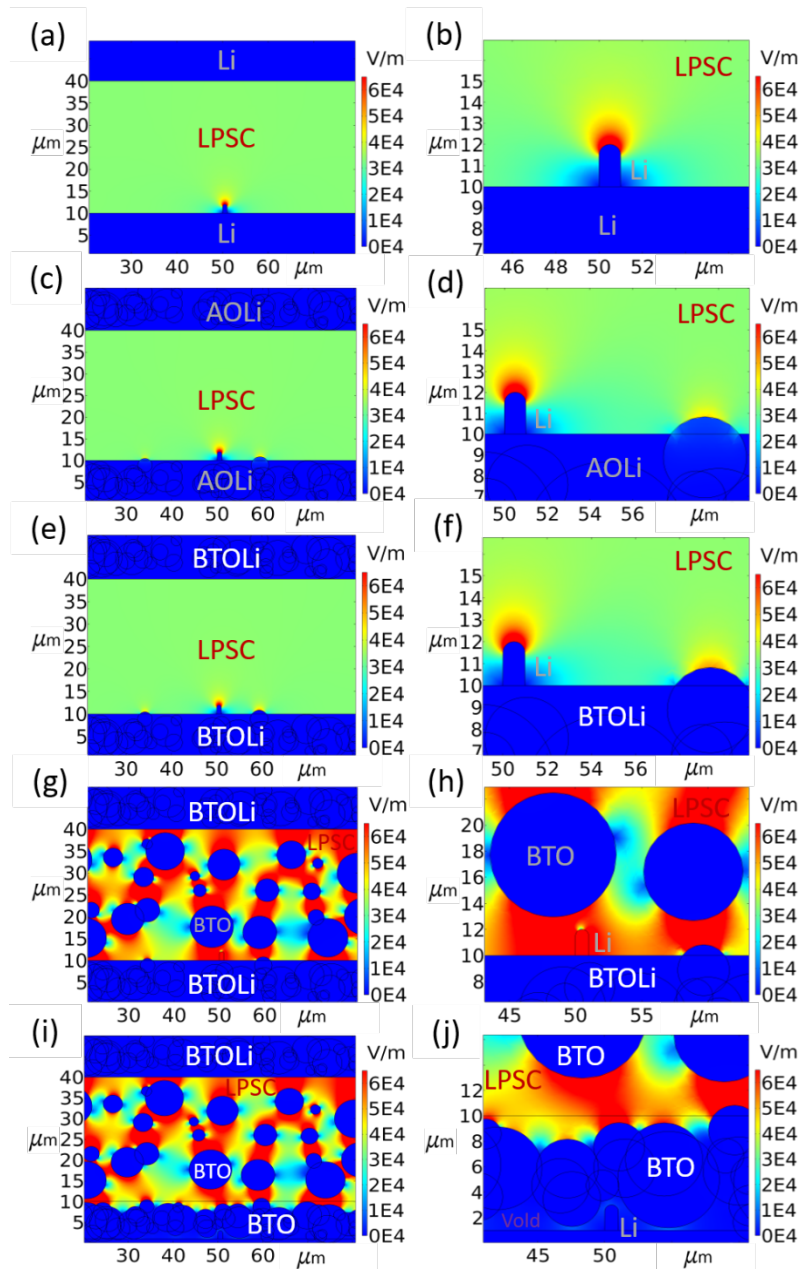 (a)
V/m
Li
40
6E4
35
5E4
30
LPSC
4E4
μm
25
3E4
20
2E4
15
1E4
10
0E4
5
Li
30 40 50 60 μm
(b)
V/m
LPSC
16
6E4
15
5E4
14
13
4E4
μm
12
3E4
11
Li
2E4
10
9
1E4
8
Li
0E4
7
46 48 50 52 μm
(c)
V/m
AOLi
40
6E4
35
5E4
30
LPSC
4E4
μm
25
3E4
20
2E4
15
1E4
10
0E4
5
AOLi
30 40 50 60 μm
(d)
V/m
LPSC
16
6E4
15
5E4
14
13
4E4
μm
12
3E4
11
Li
2E4
10
9
1E4
8
AOLi
0E4
50 52 54 56 μm
(e)
V/m
BTOLi
40
6E4
35
5E4
30
LPSC
4E4
μm
25
3E4
20
2E4
15
1E4
10
0E4
5
BTOLi
30 40 50 60 μm
(f)
V/m
LPSC
15
6E4
14
5E4
13
4E4
μm
12
3E4
11
Li
2E4
10
9
1E4
8
BTOLi
0E4
50 52 54 56 μm
(g)
V/m
BTOLi
40
6E4
LPSC
35
5E4
30
4E4
μm
25
3E4
20
BTO
2E4
15
1E4
10
0E4
5
BTOLi
30 40 50 60 μm
(h)
V/m
LPSC
22
6E4
20
5E4
18
BTO
4E4
μm
16
3E4
14
2E4
12
Li
10
1E4
8
BTOLi
0E4
45 50 55 μm
(i)
V/m
BTOLi
40
6E4
LPSC
35
5E4
30
4E4
μm
25
3E4
20
BTO
2E4
15
1E4
10
0E4
5
BTO
30 40 50 60 μm
(j)
V/m
BTO
LPSC
12
6E4
10
5E4
μm
8
4E4
6
BTO
3E4
4
2E4
2
Void
Li
1E4
0E4
45 50 μm